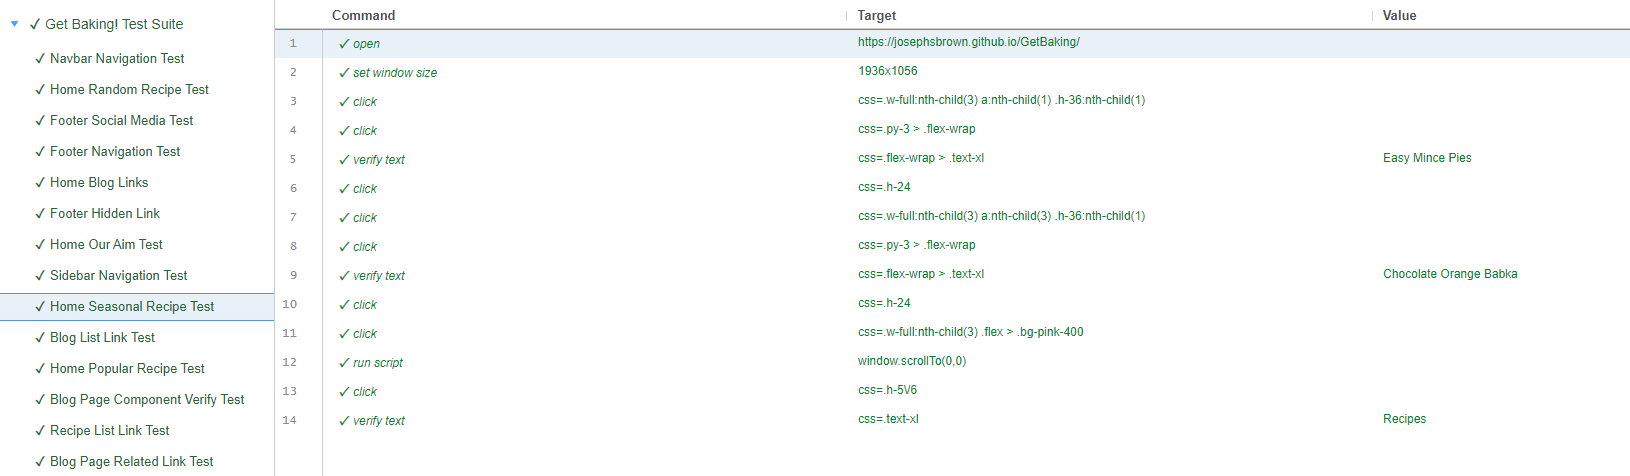 ✓ Get Baking! Test Suite
✓ Navbar Navigation Test
✓ Home Random Recipe Test
✓ Footer Social Media Test
✓ Footer Navigation Test
✓ Home Blog Links
✓ Footer Hidden Link
✓ Home Our Aim Test
✓ Sidebar Navigation Test
✓ Home Seasonal Recipe Test
✓ Blog List Link Test
✓ Home Popular Recipe Test
✓ Blog Page Component Verify Test
✓ Recipe List Link Test
✓ Blog Page Related Link Test
Command Target Value
1 ✓ open https://josephsbrown.github.io/GetBaking/
2 ✓ set window size 1936x1056
3 ✓ click css=.w-full:nth-child(3) a:nth-child(1) .h-36:nth-child(1)
4 ✓ click css=.py-3 > .flex-wrap
5 ✓ verify text css=.flex-wrap > .text-xl Easy Mince Pies
6 ✓ click css=.h-24
7 ✓ click css=.w-full:nth-child(3) a:nth-child(3) .h-36:nth-child(1)
8 ✓ click css=.py-3 > .flex-wrap
9 ✓ verify text css=.flex-wrap > .text-xl Chocolate Orange Babka
10 ✓ click css=.h-24
11 ✓ click css=.w-full:nth-child(3) .flex > .bg-pink-400
12 ✓ run script window.scrollTo(0,0)
13 ✓ click css=.h-5\/6
14 ✓ verify text css=.text-xl Recipes